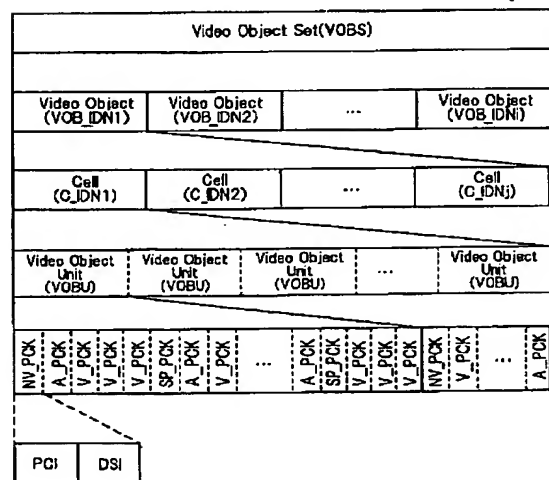 Video Object Set(VOBS)
Video Object
(VOB_IDN1)
Video Object
(VOB_IDN2)
...
Video Object
(VOB_IDNi)
Cell
(C_IDN1)
Cell
(C_IDN2)
...
Cell
(C_IDNj)
Video Object
Unit
(VOBU)
Video Object
Unit
(VOBU)
Video Object
Unit
(VOBU)
...
Video Object
Unit
(VOBU)
NV_PCK
A_PCK
V_PCK
V_PCK
V_PCK
SP_PCK
A_PCK
V_PCK
...
A_PCK
SP_PCK
V_PCK
V_PCK
V_PCK
NV_PCK
V_PCK
...
A_PCK
PCI
DSI